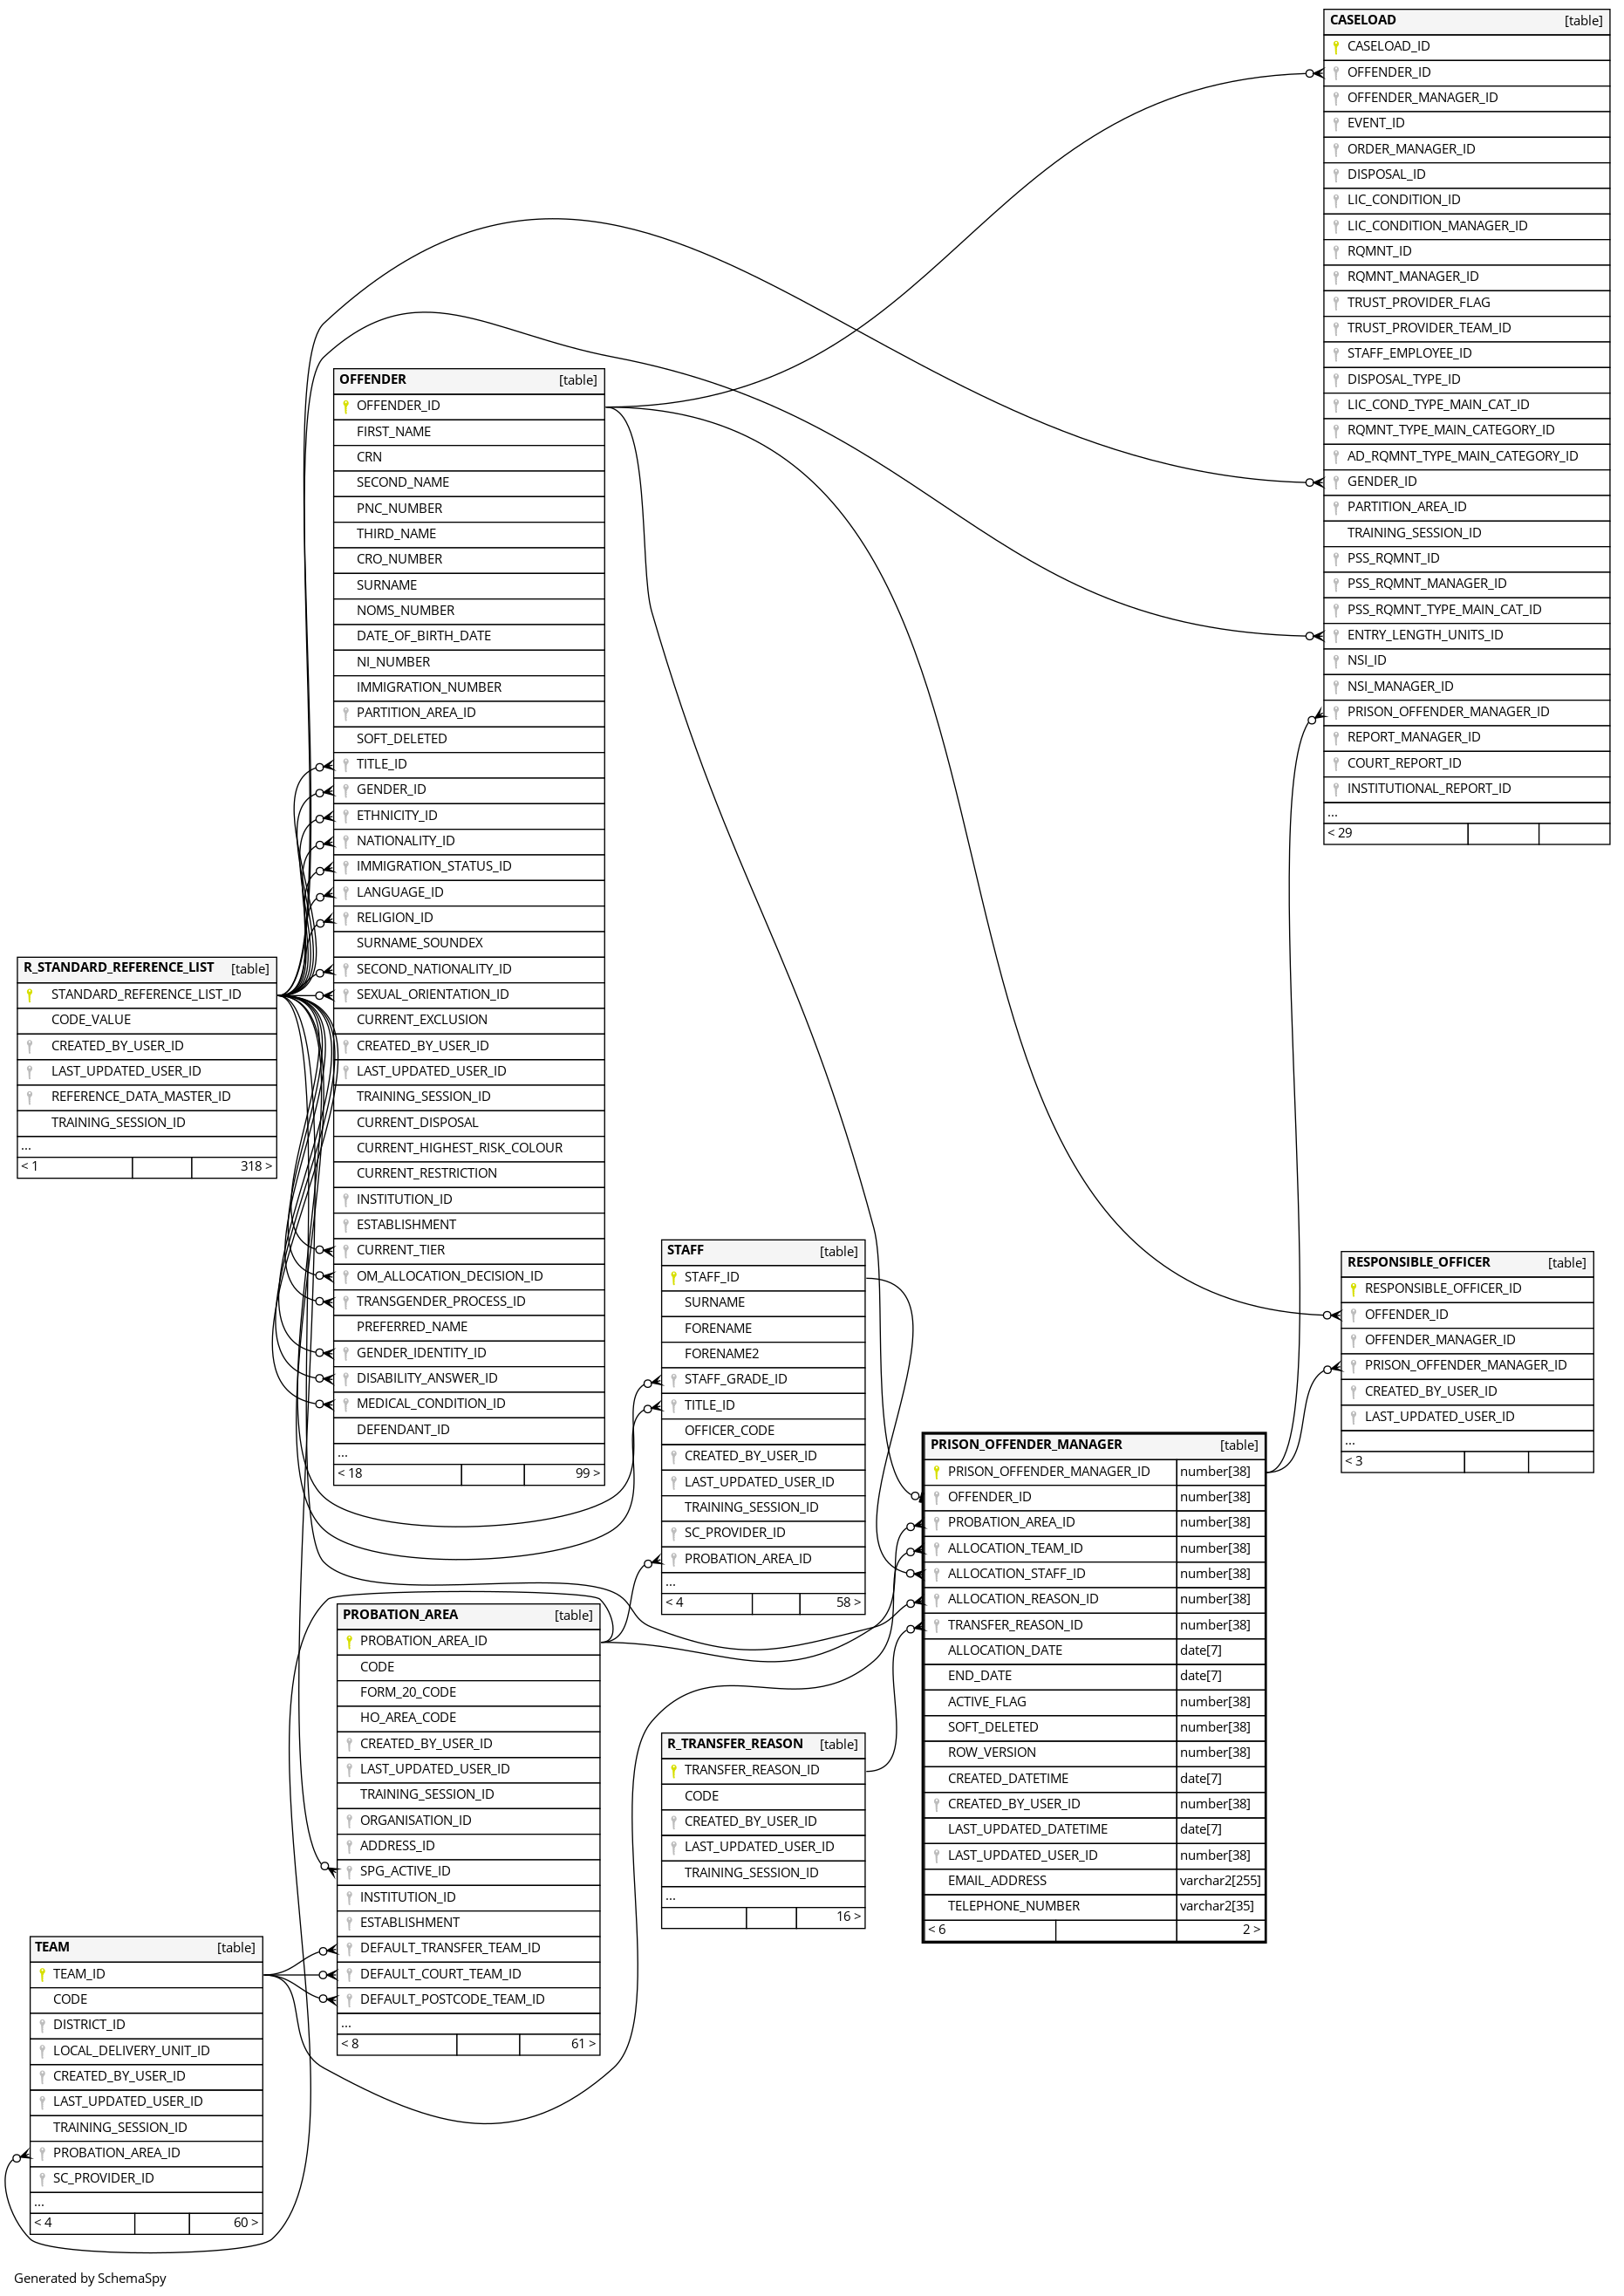 CASELOAD [table]
CASELOAD_ID
OFFENDER_ID
OFFENDER_MANAGER_ID
EVENT_ID
ORDER_MANAGER_ID
DISPOSAL_ID
LIC_CONDITION_ID
LIC_CONDITION_MANAGER_ID
RQMNT_ID
RQMNT_MANAGER_ID
TRUST_PROVIDER_FLAG
TRUST_PROVIDER_TEAM_ID
STAFF_EMPLOYEE_ID
DISPOSAL_TYPE_ID
LIC_COND_TYPE_MAIN_CAT_ID
RQMNT_TYPE_MAIN_CATEGORY_ID
AD_RQMNT_TYPE_MAIN_CATEGORY_ID
GENDER_ID
PARTITION_AREA_ID
TRAINING_SESSION_ID
PSS_RQMNT_ID
PSS_RQMNT_MANAGER_ID
PSS_RQMNT_TYPE_MAIN_CAT_ID
ENTRY_LENGTH_UNITS_ID
NSI_ID
NSI_MANAGER_ID
PRISON_OFFENDER_MANAGER_ID
REPORT_MANAGER_ID
COURT_REPORT_ID
INSTITUTIONAL_REPORT_ID
...
< 29
OFFENDER [table]
OFFENDER_ID
FIRST_NAME
CRN
SECOND_NAME
PNC_NUMBER
THIRD_NAME
CRO_NUMBER
SURNAME
NOMS_NUMBER
DATE_OF_BIRTH_DATE
NI_NUMBER
IMMIGRATION_NUMBER
PARTITION_AREA_ID
SOFT_DELETED
TITLE_ID
GENDER_ID
ETHNICITY_ID
NATIONALITY_ID
IMMIGRATION_STATUS_ID
LANGUAGE_ID
RELIGION_ID
SURNAME_SOUNDEX
SECOND_NATIONALITY_ID
SEXUAL_ORIENTATION_ID
CURRENT_EXCLUSION
CREATED_BY_USER_ID
LAST_UPDATED_USER_ID
TRAINING_SESSION_ID
CURRENT_DISPOSAL
CURRENT_HIGHEST_RISK_COLOUR
CURRENT_RESTRICTION
INSTITUTION_ID
ESTABLISHMENT
CURRENT_TIER
OM_ALLOCATION_DECISION_ID
TRANSGENDER_PROCESS_ID
PREFERRED_NAME
GENDER_IDENTITY_ID
DISABILITY_ANSWER_ID
MEDICAL_CONDITION_ID
DEFENDANT_ID
...
< 18 99 >
R_STANDARD_REFERENCE_LIST [table]
STANDARD_REFERENCE_LIST_ID
CODE_VALUE
CREATED_BY_USER_ID
LAST_UPDATED_USER_ID
REFERENCE_DATA_MASTER_ID
TRAINING_SESSION_ID
...
< 1 318 >
STAFF [table]
STAFF_ID
SURNAME
FORENAME
FORENAME2
STAFF_GRADE_ID
TITLE_ID
OFFICER_CODE
CREATED_BY_USER_ID
LAST_UPDATED_USER_ID
TRAINING_SESSION_ID
SC_PROVIDER_ID
PROBATION_AREA_ID
...
< 4 58 >
RESPONSIBLE_OFFICER [table]
RESPONSIBLE_OFFICER_ID
OFFENDER_ID
OFFENDER_MANAGER_ID
PRISON_OFFENDER_MANAGER_ID
CREATED_BY_USER_ID
LAST_UPDATED_USER_ID
...
< 3
PRISON_OFFENDER_MANAGER [table]
PRISON_OFFENDER_MANAGER_ID number[38]
OFFENDER_ID number[38]
PROBATION_AREA_ID number[38]
ALLOCATION_TEAM_ID number[38]
ALLOCATION_STAFF_ID number[38]
ALLOCATION_REASON_ID number[38]
TRANSFER_REASON_ID number[38]
ALLOCATION_DATE date[7]
END_DATE date[7]
ACTIVE_FLAG number[38]
SOFT_DELETED number[38]
ROW_VERSION number[38]
CREATED_DATETIME date[7]
CREATED_BY_USER_ID number[38]
LAST_UPDATED_DATETIME date[7]
LAST_UPDATED_USER_ID number[38]
EMAIL_ADDRESS varchar2[255]
TELEPHONE_NUMBER varchar2[35]
< 6 2 >
PROBATION_AREA [table]
PROBATION_AREA_ID
CODE
FORM_20_CODE
HO_AREA_CODE
CREATED_BY_USER_ID
LAST_UPDATED_USER_ID
TRAINING_SESSION_ID
ORGANISATION_ID
ADDRESS_ID
SPG_ACTIVE_ID
INSTITUTION_ID
ESTABLISHMENT
DEFAULT_TRANSFER_TEAM_ID
DEFAULT_COURT_TEAM_ID
DEFAULT_POSTCODE_TEAM_ID
...
< 8 61 >
R_TRANSFER_REASON [table]
TRANSFER_REASON_ID
CODE
CREATED_BY_USER_ID
LAST_UPDATED_USER_ID
TRAINING_SESSION_ID
...
16 >
TEAM [table]
TEAM_ID
CODE
DISTRICT_ID
LOCAL_DELIVERY_UNIT_ID
CREATED_BY_USER_ID
LAST_UPDATED_USER_ID
TRAINING_SESSION_ID
PROBATION_AREA_ID
SC_PROVIDER_ID
...
< 4 60 >
Generated by SchemaSpy